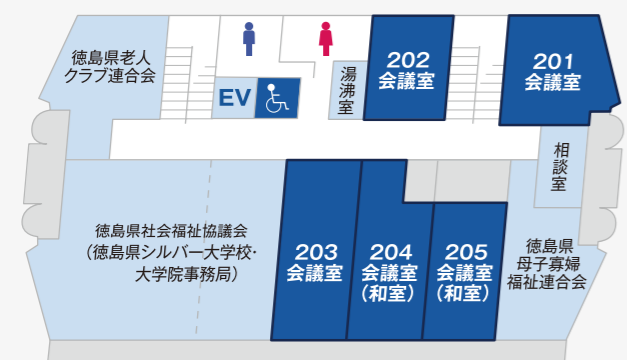 徳島県老人
クラブ連合会
EV
湯沸室
202
会議室
201
会議室
相談室
徳島県社会福祉協議会
（徳島県シルバー大学校・
大学院事務局）
203
会議室
204
会議室
（和室）
205
会議室
（和室）
徳島県
母子寡婦
福祉連合会